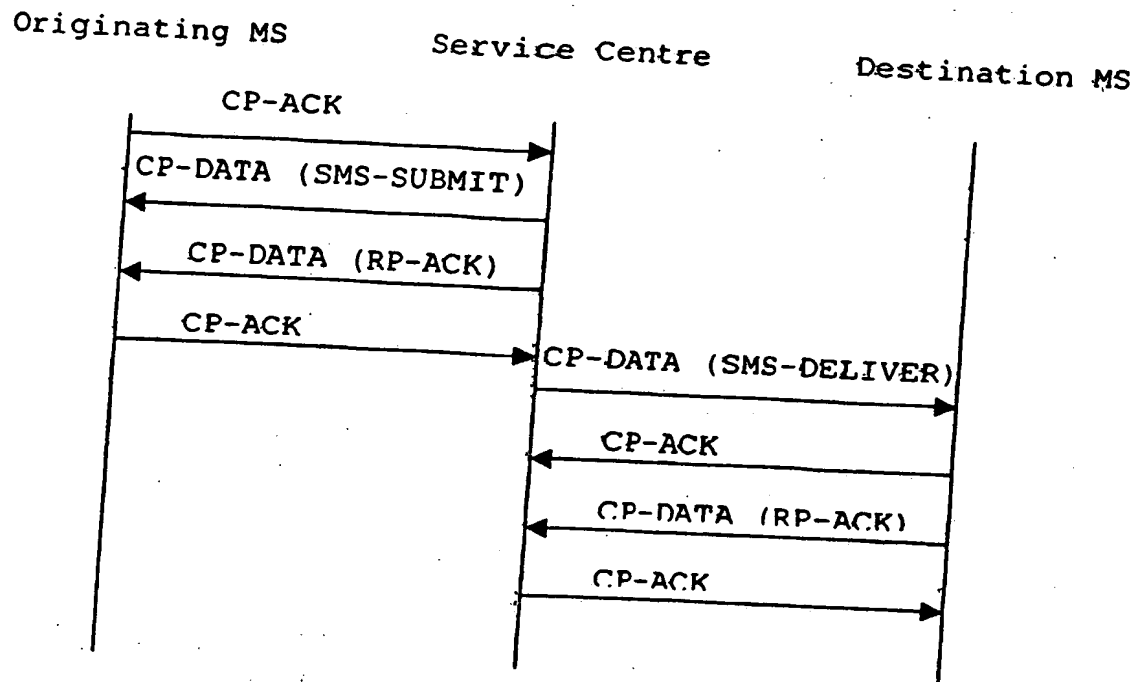 Originating MS
Service Centre
Destination MS
CP-ACK
CP-DATA (SMS-SUBMIT)
CP-DATA (RP-ACK)
CP-ACK
CP-DATA (SMS-DELIVER)
CP-ACK
CP-DATA (RP-ACK)
CP-ACK